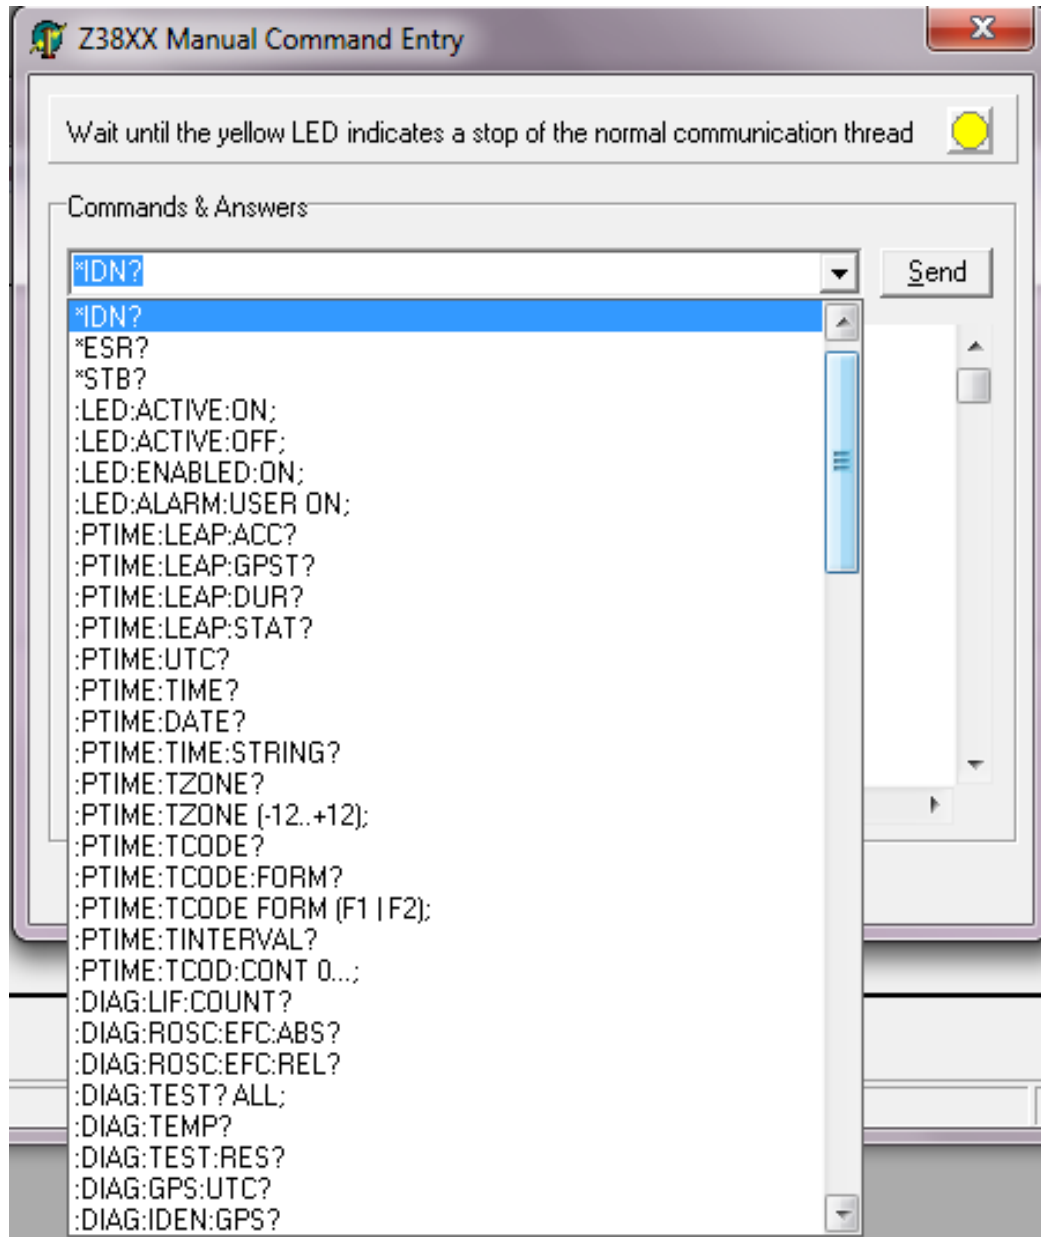 Z38XX Manual Command Entry
Wait until the yellow LED indicates a stop of the normal communication thread
Commands & Answers
*IDN?
Send
*IDN?
*ESR?
*STB?
:LED:ACTIVE:ON;
:LED:ACTIVE:OFF;
:LED:ENABLED:ON;
:LED:ALARM:USER ON;
:PTIME:LEAP:ACC?
:PTIME:LEAP:GPST?
:PTIME:LEAP:DUR?
:PTIME:LEAP:STAT?
:PTIME:UTC?
:PTIME:TIME?
:PTIME:DATE?
:PTIME:TIME:STRING?
:PTIME:TZONE?
:PTIME:TZONE (-12..+12);
:PTIME:TCODE?
:PTIME:TCODE:FORM?
:PTIME:TCODE FORM (F1 | F2);
:PTIME:TINTERVAL?
:PTIME:TCOD:CONT 0...;
:DIAG:LIF:COUNT?
:DIAG:ROSC:EFC:ABS?
:DIAG:ROSC:EFC:REL?
:DIAG:TEST? ALL;
:DIAG:TEMP?
:DIAG:TEST:RES?
:DIAG:GPS:UTC?
:DIAG:IDEN:GPS?